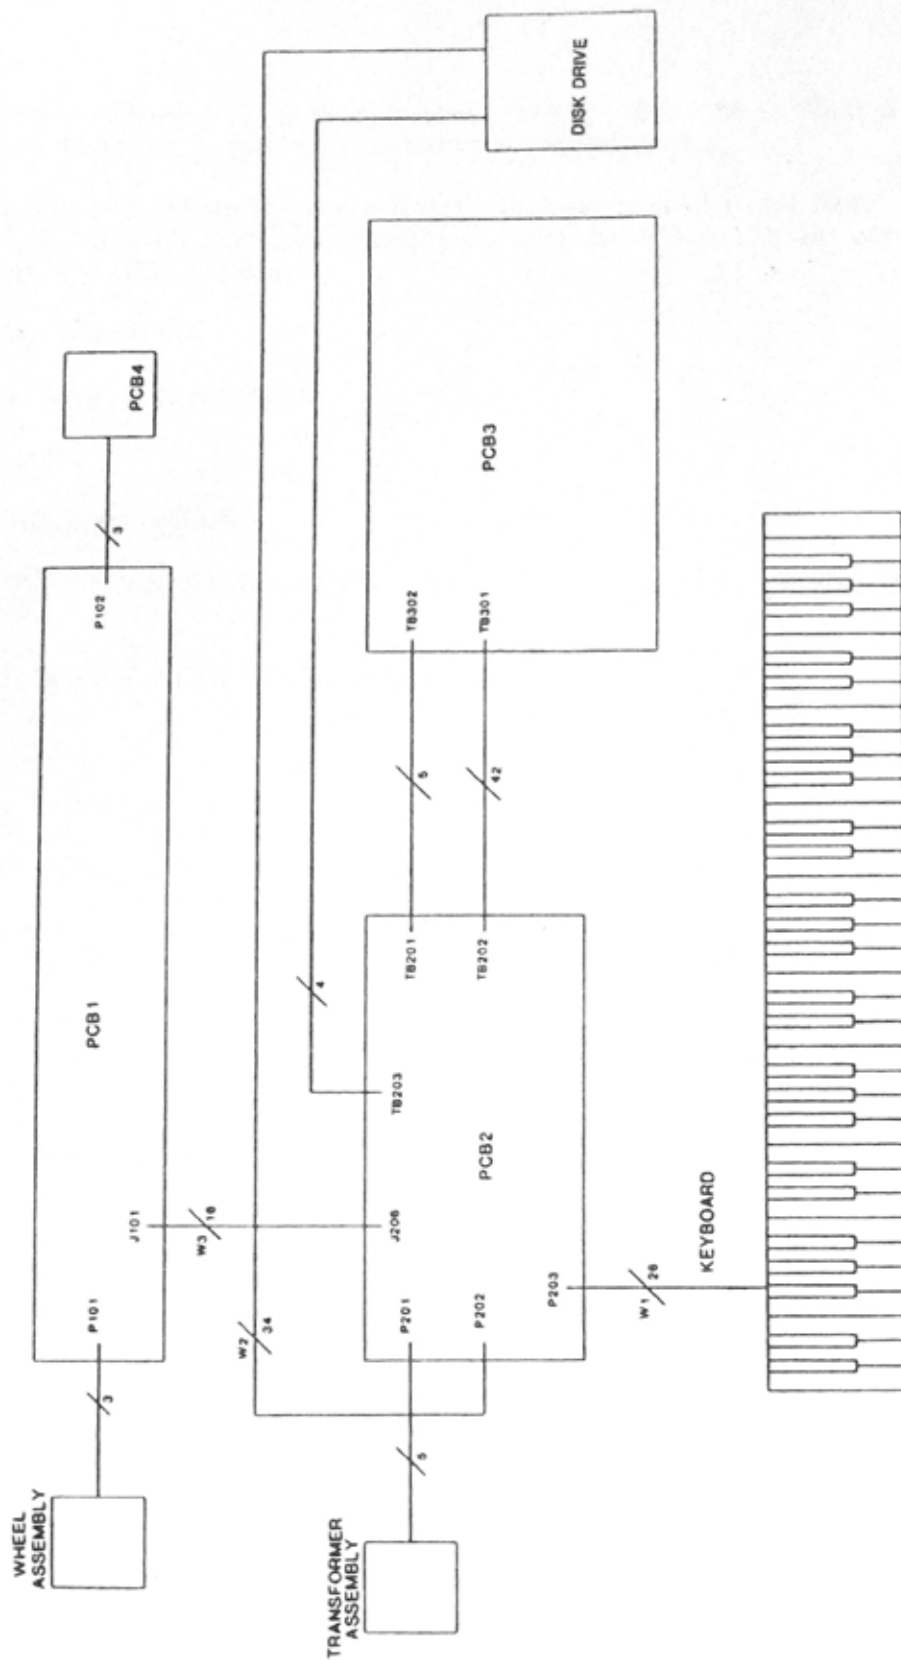 WHEEL
ASSEMBLY
3
P101
PCB1
J101
P102
3
PCB4
W3
16
W2
34
4
DISK DRIVE
TRANSFORMER
ASSEMBLY
5
P201
P202
J206
TB203
PCB2
P203
TB201
TB202
5
42
TB302
TB301
PCB3
W1
26
KEYBOARD